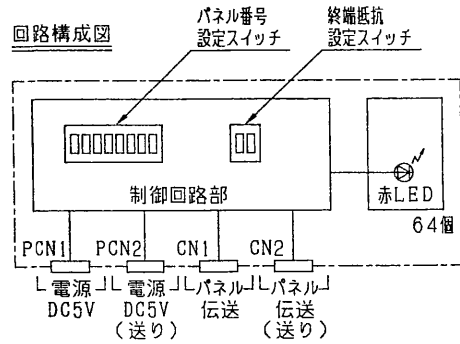 回路構成図
パネル番号
設定スイッチ
終端抵抗
設定スイッチ
制御回路部
赤LED
64個
PCN1
PCN2
CN1
CN2
電源
DC5V
電源
DC5V
(送り)
パネル
伝送
パネル
伝送
(送り)